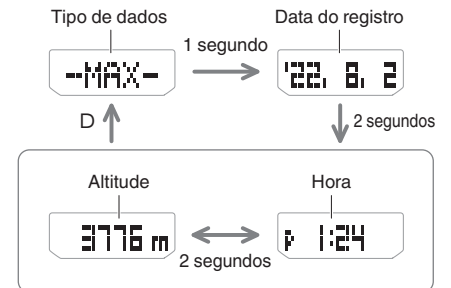 Tipo de dados
Data do registro
1 segundo
--MAX--
'22. 8. 2
D
2 segundos
Altitude
Hora
3776 m
P 1:24
2 segundos